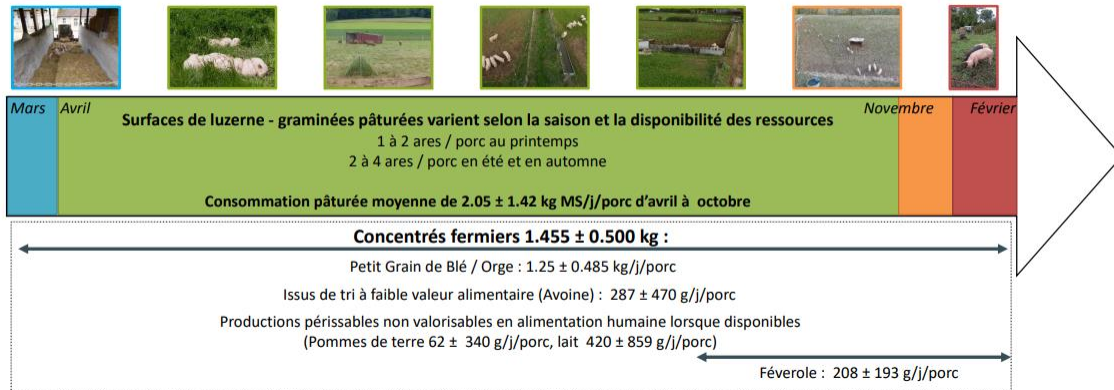 Mars
Avril
Novembre
Février
Surfaces de luzerne - graminées pâturées varient selon la saison et la disponibilité des ressources
1 à 2 ares / porc au printemps
2 à 4 ares / porc en été et en automne
Consommation pâturée moyenne de 2.05 ± 1.42 kg MS/j/porc d’avril à octobre
Concentrés fermiers 1.455 ± 0.500 kg :
Petit Grain de Blé / Orge : 1.25 ± 0.485 kg/j/porc
Issus de tri à faible valeur alimentaire (Avoine) : 287 ± 470 g/j/porc
Productions périssables non valorisables en alimentation humaine lorsque disponibles
(Pommes de terre 62 ± 340 g/j/porc, lait 420 ± 859 g/j/porc)
Féverole : 208 ± 193 g/j/porc